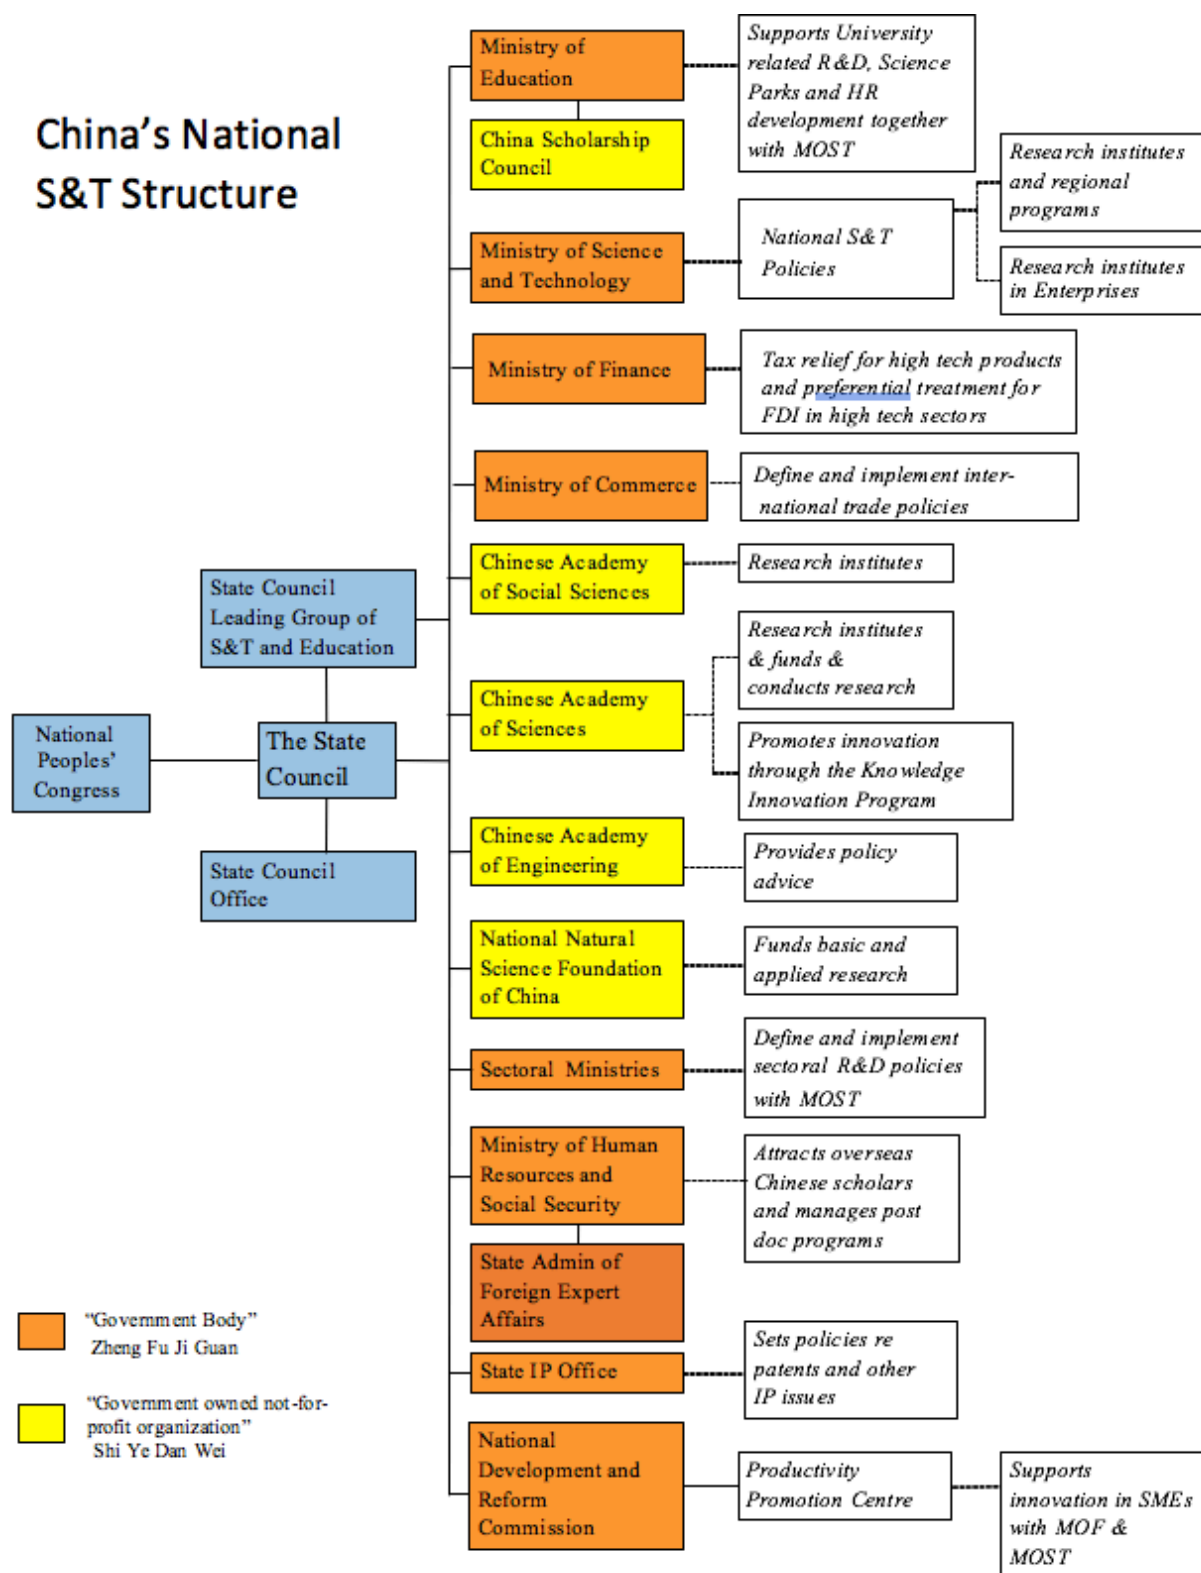 China's National
S&T Structure
Ministry of
Education
Supports University
related R&D, Science
Parks and HR
development together
with MOST
China Scholarship
Council
Research institutes
and regional
programs
Ministry of Science
and Technology
National S&T
Policies
Research institutes
in Enterprises
Ministry of Finance
Tax relief for high tech products
and preferential treatment for
FDI in high tech sectors
Ministry of Commerce
Define and implement inter-
national trade policies
Chinese Academy
of Social Sciences
Research institutes
State Council
Leading Group of
S&T and Education
Research institutes
& funds &
conducts research
Chinese Academy
of Sciences
National
Peoples'
Congress
The State
Council
Promotes innovation
through the Knowledge
Innovation Program
State Council
Office
Chinese Academy
of Engineering
Provides policy
advice
National Natural
Science Foundation
of China
Funds basic and
applied research
Sectoral Ministries
Define and implement
sectoral R&D policies
with MOST
Ministry of Human
Resources and
Social Security
Attracts overseas
Chinese scholars
and manages post
doc programs
State Admin of
Foreign Expert
Affairs
"Government Body"
Zheng Fu Ji Guan
State IP Office
Sets policies re
patents and other
IP issues
"Government owned not-for-
profit organization"
Shi Ye Dan Wei
National
Development and
Reform
Commission
Productivity
Promotion Centre
Supports
innovation in SMEs
with MOF &
MOST